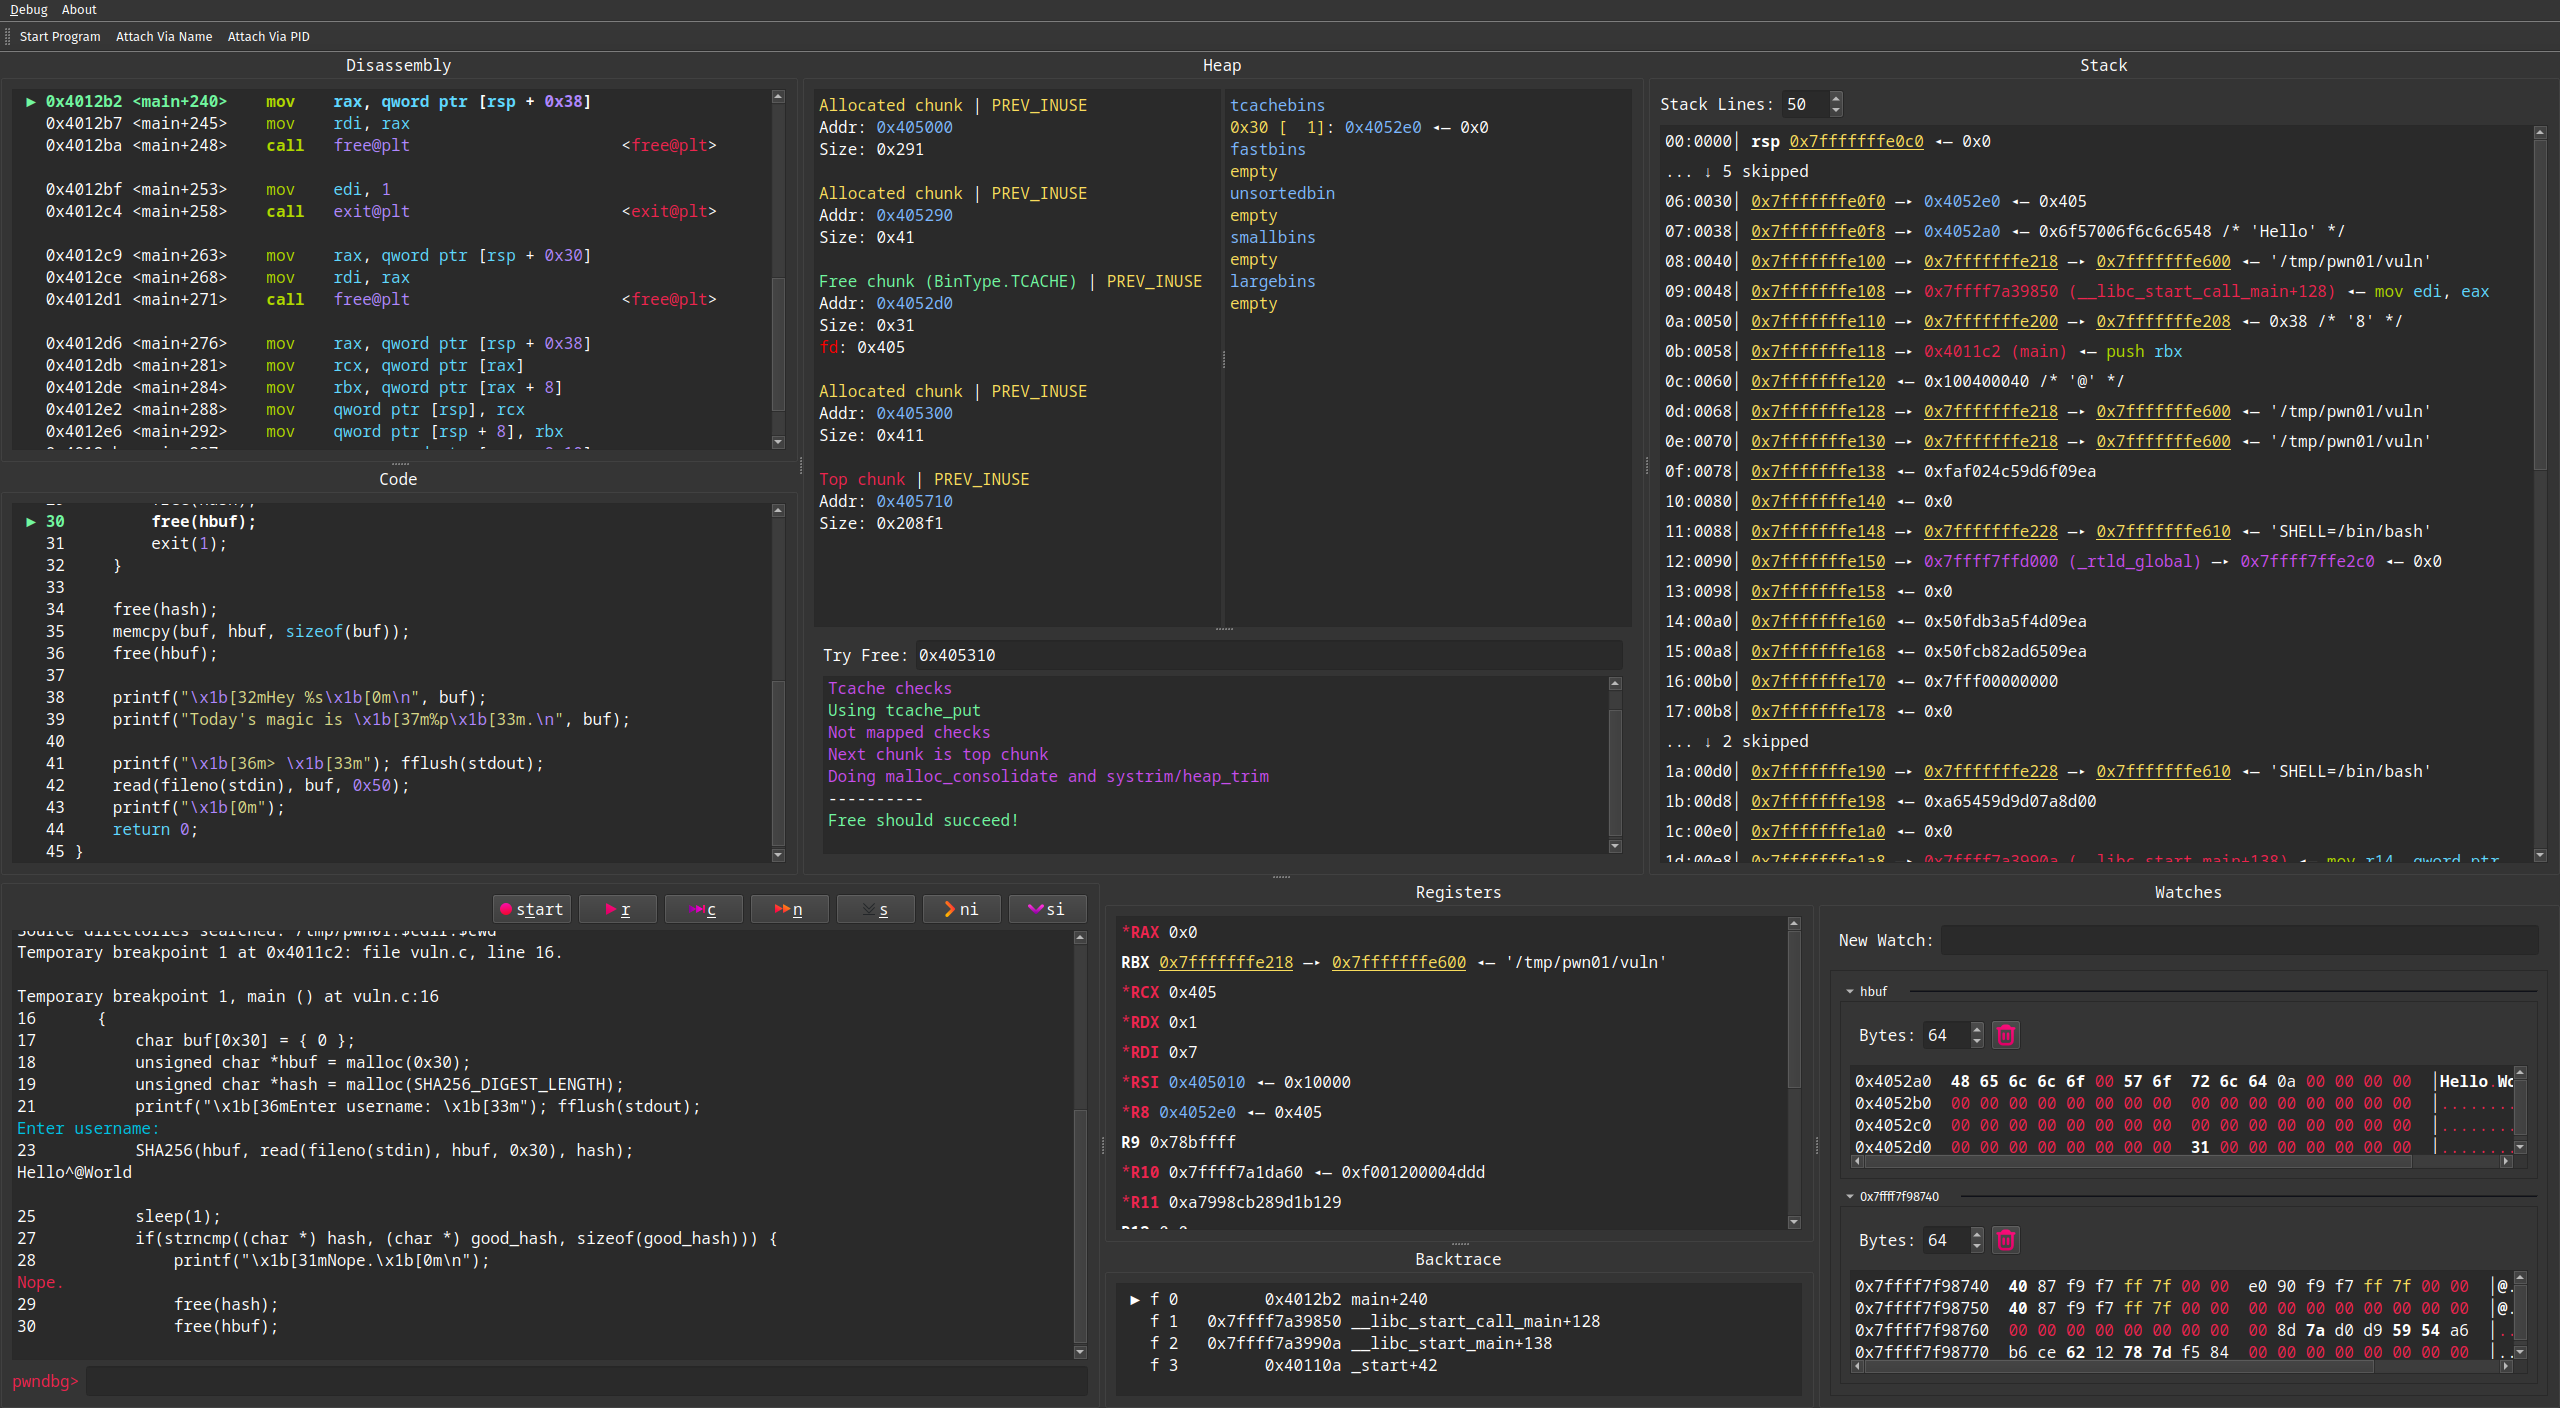 Debug About
Start Program Attach Via Name Attach Via PID
Disassembly
► 0x4012b2 <main+240> mov rax, qword ptr [rsp + 0x38]
0x4012b7 <main+245> mov rdi, rax
0x4012ba <main+248> call free@plt <free@plt>
0x4012bf <main+253> mov edi, 1
0x4012c4 <main+258> call exit@plt <exit@plt>
0x4012c9 <main+263> mov rax, qword ptr [rsp + 0x30]
0x4012ce <main+268> mov rdi, rax
0x4012d1 <main+271> call free@plt <free@plt>
0x4012d6 <main+276> mov rax, qword ptr [rsp + 0x38]
0x4012db <main+281> mov rcx, qword ptr [rax]
0x4012de <main+284> mov rbx, qword ptr [rax + 8]
0x4012e2 <main+288> mov qword ptr [rsp], rcx
0x4012e6 <main+292> mov qword ptr [rsp + 8], rbx
Code
► 30 free(hbuf);
31 exit(1);
32 }
33
34 free(hash);
35 memcpy(buf, hbuf, sizeof(buf));
36 free(hbuf);
37
38 printf("\x1b[32mHey %s\x1b[0m\n", buf);
39 printf("Today's magic is \x1b[37m%p\x1b[33m.\n", buf);
40
41 printf("\x1b[36m> \x1b[33m"); fflush(stdout);
42 read(fileno(stdin), buf, 0x50);
43 printf("\x1b[0m");
44 return 0;
45 }
Heap
Allocated chunk | PREV_INUSE
Addr: 0x405000
Size: 0x291
Allocated chunk | PREV_INUSE
Addr: 0x405290
Size: 0x41
Free chunk (BinType.TCACHE) | PREV_INUSE
Addr: 0x4052d0
Size: 0x31
fd: 0x405
Allocated chunk | PREV_INUSE
Addr: 0x405300
Size: 0x411
Top chunk | PREV_INUSE
Addr: 0x405710
Size: 0x208f1
tcachebins
0x30 [ 1]: 0x4052e0 ◂— 0x0
fastbins
empty
unsortedbin
empty
smallbins
empty
largebins
empty
Try Free: 0x405310
Tcache checks
Using tcache_put
Not mapped checks
Next chunk is top chunk
Doing malloc_consolidate and systrim/heap_trim
----------
Free should succeed!
Stack
Stack Lines: 50
00:0000│ rsp 0x7fffffffe0c0 ◂— 0x0
... ↓ 5 skipped
06:0030│ 0x7fffffffe0f0 —▸ 0x4052e0 ◂— 0x405
07:0038│ 0x7fffffffe0f8 —▸ 0x4052a0 ◂— 0x6f57006f6c6c6548 /* 'Hello' */
08:0040│ 0x7fffffffe100 —▸ 0x7fffffffe218 —▸ 0x7fffffffe600 ◂— '/tmp/pwn01/vuln'
09:0048│ 0x7fffffffe108 —▸ 0x7ffff7a39850 (__libc_start_call_main+128) ◂— mov edi, eax
0a:0050│ 0x7fffffffe110 —▸ 0x7fffffffe200 —▸ 0x7fffffffe208 ◂— 0x38 /* '8' */
0b:0058│ 0x7fffffffe118 —▸ 0x4011c2 (main) ◂— push rbx
0c:0060│ 0x7fffffffe120 ◂— 0x100400040 /* '@' */
0d:0068│ 0x7fffffffe128 —▸ 0x7fffffffe218 —▸ 0x7fffffffe600 ◂— '/tmp/pwn01/vuln'
0e:0070│ 0x7fffffffe130 —▸ 0x7fffffffe218 —▸ 0x7fffffffe600 ◂— '/tmp/pwn01/vuln'
0f:0078│ 0x7fffffffe138 ◂— 0xfaf024c59d6f09ea
10:0080│ 0x7fffffffe140 ◂— 0x0
11:0088│ 0x7fffffffe148 —▸ 0x7fffffffe228 —▸ 0x7fffffffe610 ◂— 'SHELL=/bin/bash'
12:0090│ 0x7fffffffe150 —▸ 0x7ffff7ffd000 (_rtld_global) —▸ 0x7ffff7ffe2c0 ◂— 0x0
13:0098│ 0x7fffffffe158 ◂— 0x0
14:00a0│ 0x7fffffffe160 ◂— 0x50fdb3a5f4d09ea
15:00a8│ 0x7fffffffe168 ◂— 0x50fcb82ad6509ea
16:00b0│ 0x7fffffffe170 ◂— 0x7fff00000000
17:00b8│ 0x7fffffffe178 ◂— 0x0
... ↓ 2 skipped
1a:00d0│ 0x7fffffffe190 —▸ 0x7fffffffe228 —▸ 0x7fffffffe610 ◂— 'SHELL=/bin/bash'
1b:00d8│ 0x7fffffffe198 ◂— 0xa65459d9d07a8d00
1c:00e0│ 0x7fffffffe1a0 ◂— 0x0
1d:00e8│ 0x7fffffffe1a8 —▸ 0x7ffff7a3990a (__libc_start_main+138) ◂— mov r14, qword ptr
start r c n s ni si
Source directories searched: /tmp/pwn01:$cdir:$cwd
Temporary breakpoint 1 at 0x4011c2: file vuln.c, line 16.
Temporary breakpoint 1, main () at vuln.c:16
16 {
17 char buf[0x30] = { 0 };
18 unsigned char *hbuf = malloc(0x30);
19 unsigned char *hash = malloc(SHA256_DIGEST_LENGTH);
21 printf("\x1b[36mEnter username: \x1b[33m"); fflush(stdout);
Enter username:
23 SHA256(hbuf, read(fileno(stdin), hbuf, 0x30), hash);
Hello^@World
25 sleep(1);
27 if(strncmp((char *) hash, (char *) good_hash, sizeof(good_hash))) {
28 printf("\x1b[31mNope.\x1b[0m\n");
Nope.
29 free(hash);
30 free(hbuf);
pwndbg>
Registers
*RAX 0x0
RBX 0x7fffffffe218 —▸ 0x7fffffffe600 ◂— '/tmp/pwn01/vuln'
*RCX 0x405
*RDX 0x1
*RDI 0x7
*RSI 0x405010 ◂— 0x10000
*R8 0x4052e0 ◂— 0x405
R9 0x78bffff
*R10 0x7ffff7a1da60 ◂— 0xf001200004ddd
*R11 0xa7998cb289d1b129
Backtrace
► f 0 0x4012b2 main+240
f 1 0x7ffff7a39850 __libc_start_call_main+128
f 2 0x7ffff7a3990a __libc_start_main+138
f 3 0x40110a _start+42
Watches
New Watch:
hbuf
Bytes: 64
0x4052a0 48 65 6c 6c 6f 00 57 6f 72 6c 64 0a 00 00 00 00 │Hello.Wo
0x4052b0 00 00 00 00 00 00 00 00 00 00 00 00 00 00 00 00 │........
0x4052c0 00 00 00 00 00 00 00 00 00 00 00 00 00 00 00 00 │........
0x4052d0 00 00 00 00 00 00 00 00 31 00 00 00 00 00 00 00 │........
0x7ffff7f98740
Bytes: 64
0x7ffff7f98740 40 87 f9 f7 ff 7f 00 00 e0 90 f9 f7 ff 7f 00 00 │@.
0x7ffff7f98750 40 87 f9 f7 ff 7f 00 00 00 00 00 00 00 00 00 00 │@.
0x7ffff7f98760 00 00 00 00 00 00 00 00 00 8d 7a d0 d9 59 54 a6 │..
0x7ffff7f98770 b6 ce 62 12 78 7d f5 84 00 00 00 00 00 00 00 00 │..